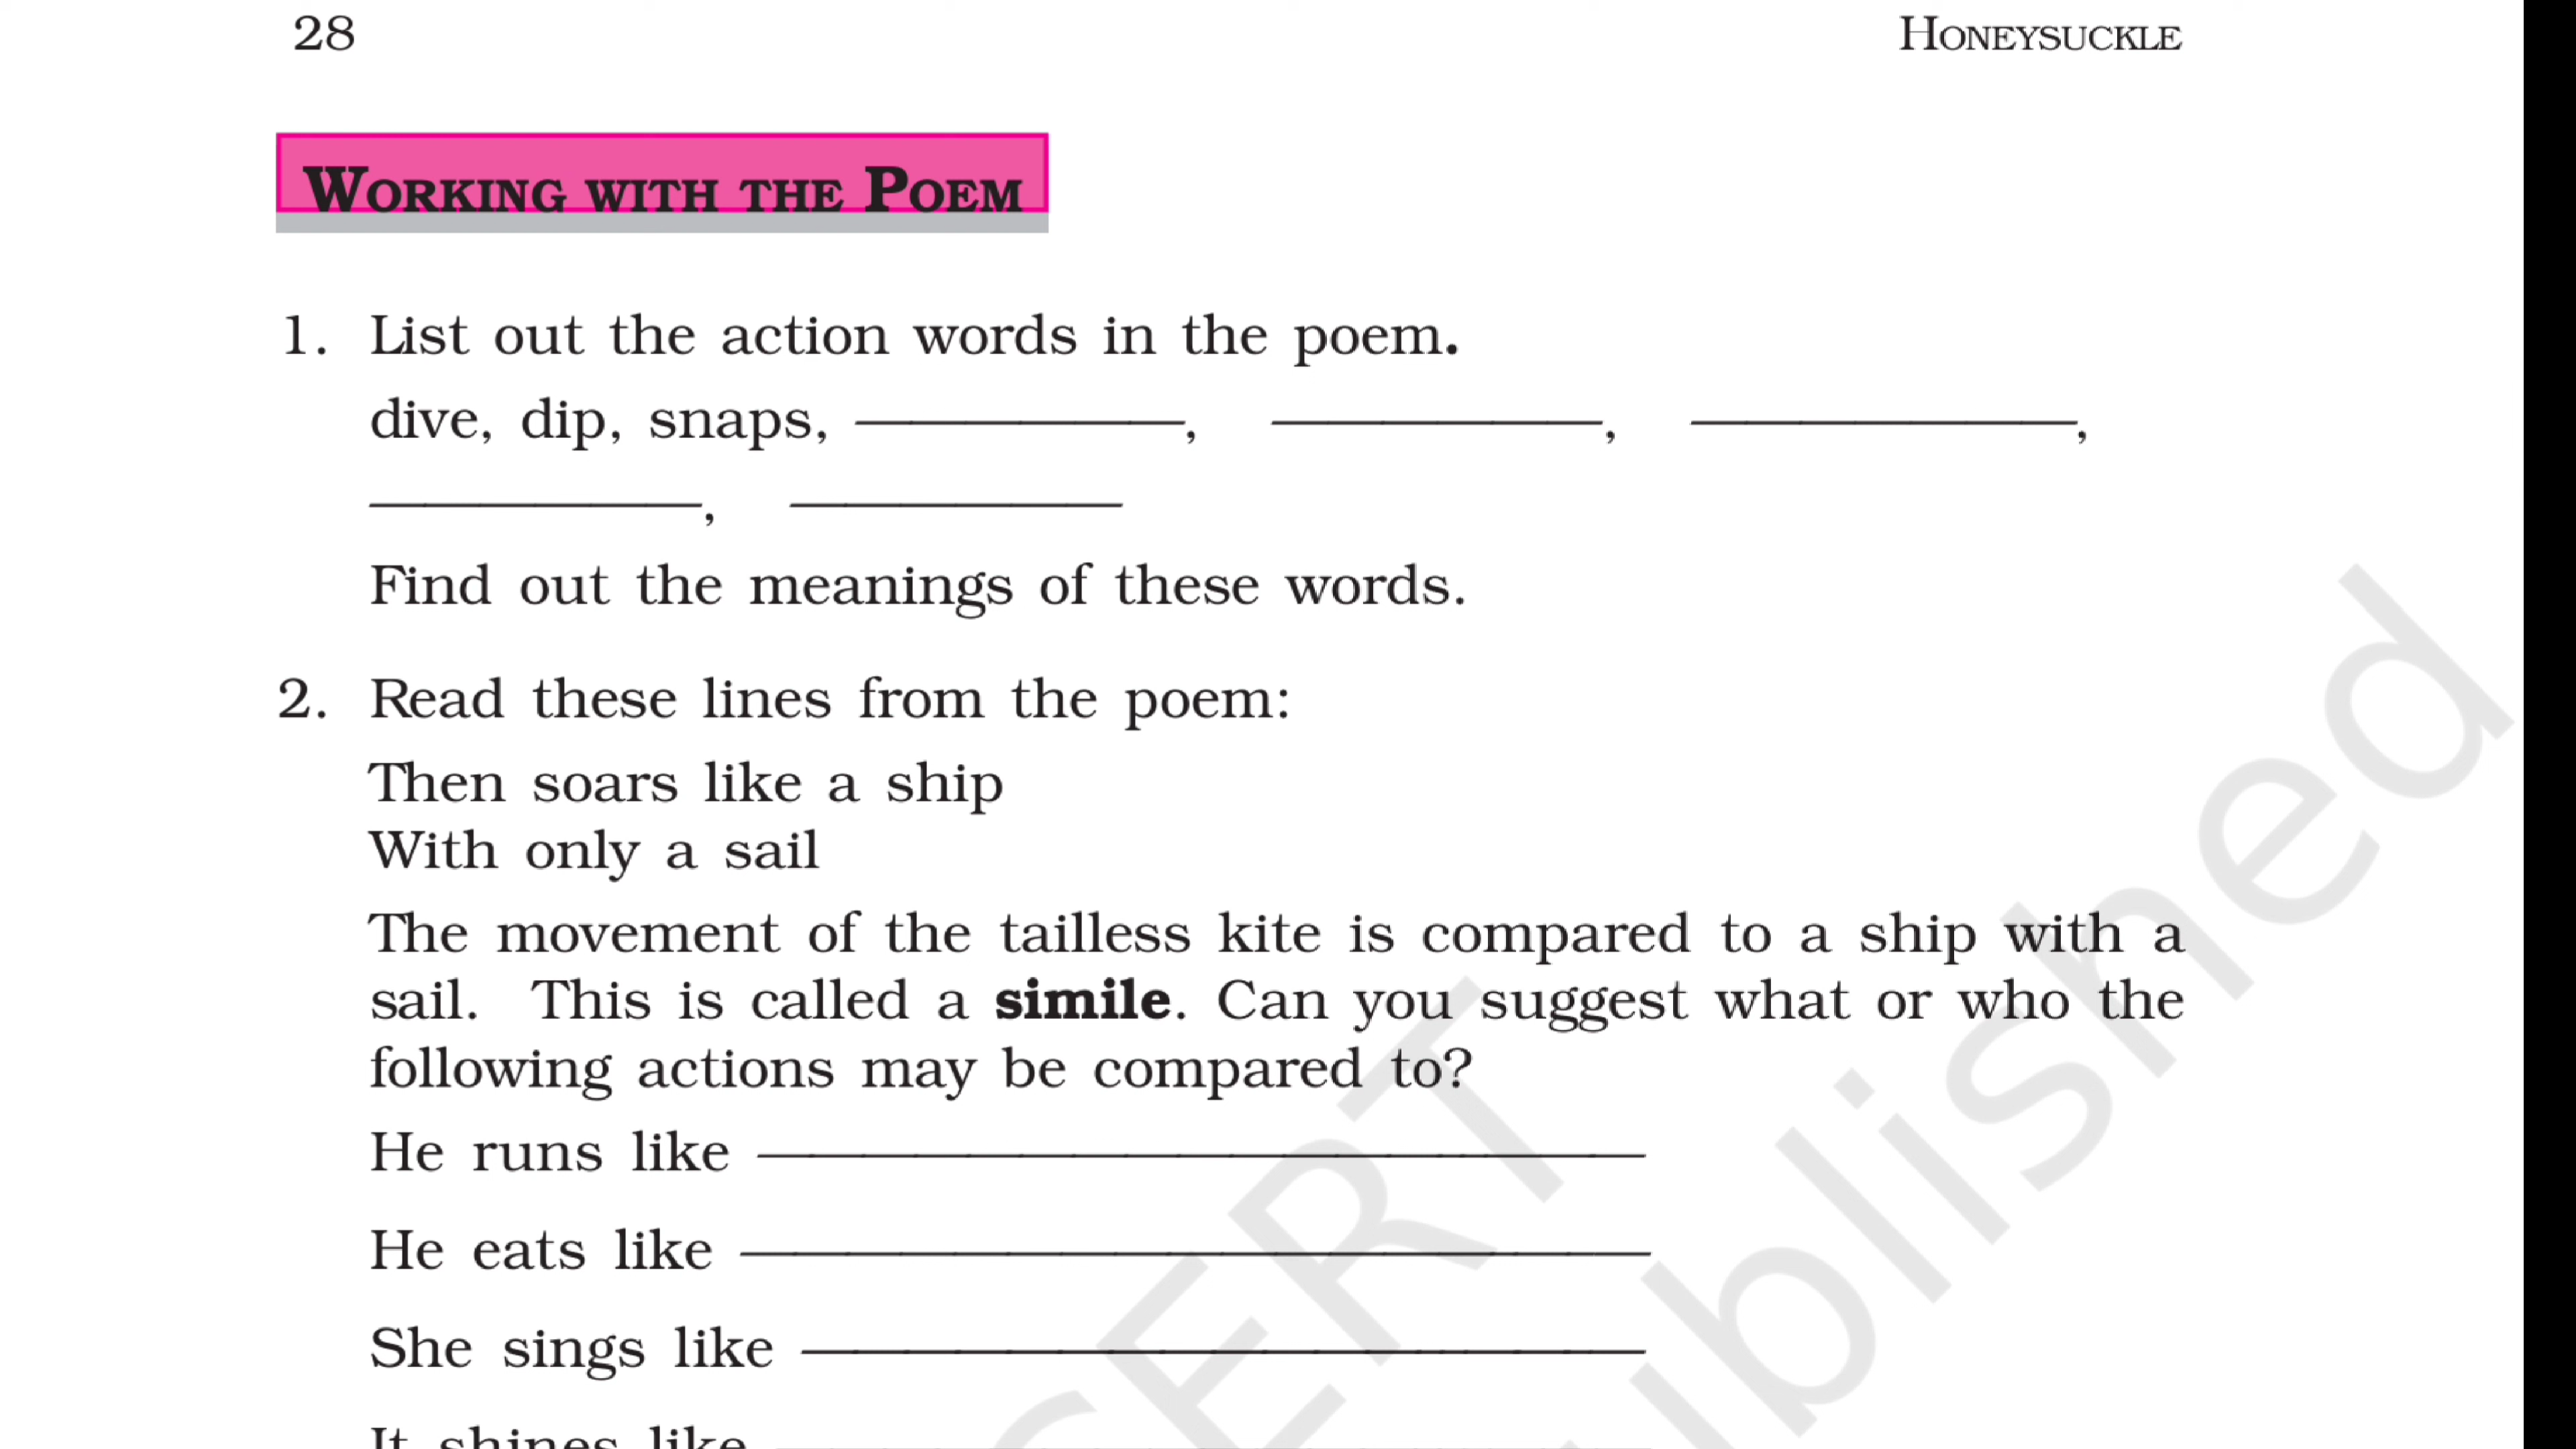 28 HONEYSUCKLE
WORKING WITH THE POEM
1. List out the action words in the poem.
dive, dip, snaps, ——————, ——————, ———————,
——————, ——————
Find out the meanings of these words.
2. Read these lines from the poem:
Then soars like a ship
With only a sail
The movement of the tailless kite is compared to a ship with a
sail. This is called a simile. Can you suggest what or who the
following actions may be compared to?
He runs like ————————————————
He eats like ————————————————
She sings like ————————————————
It shines like ————————————————